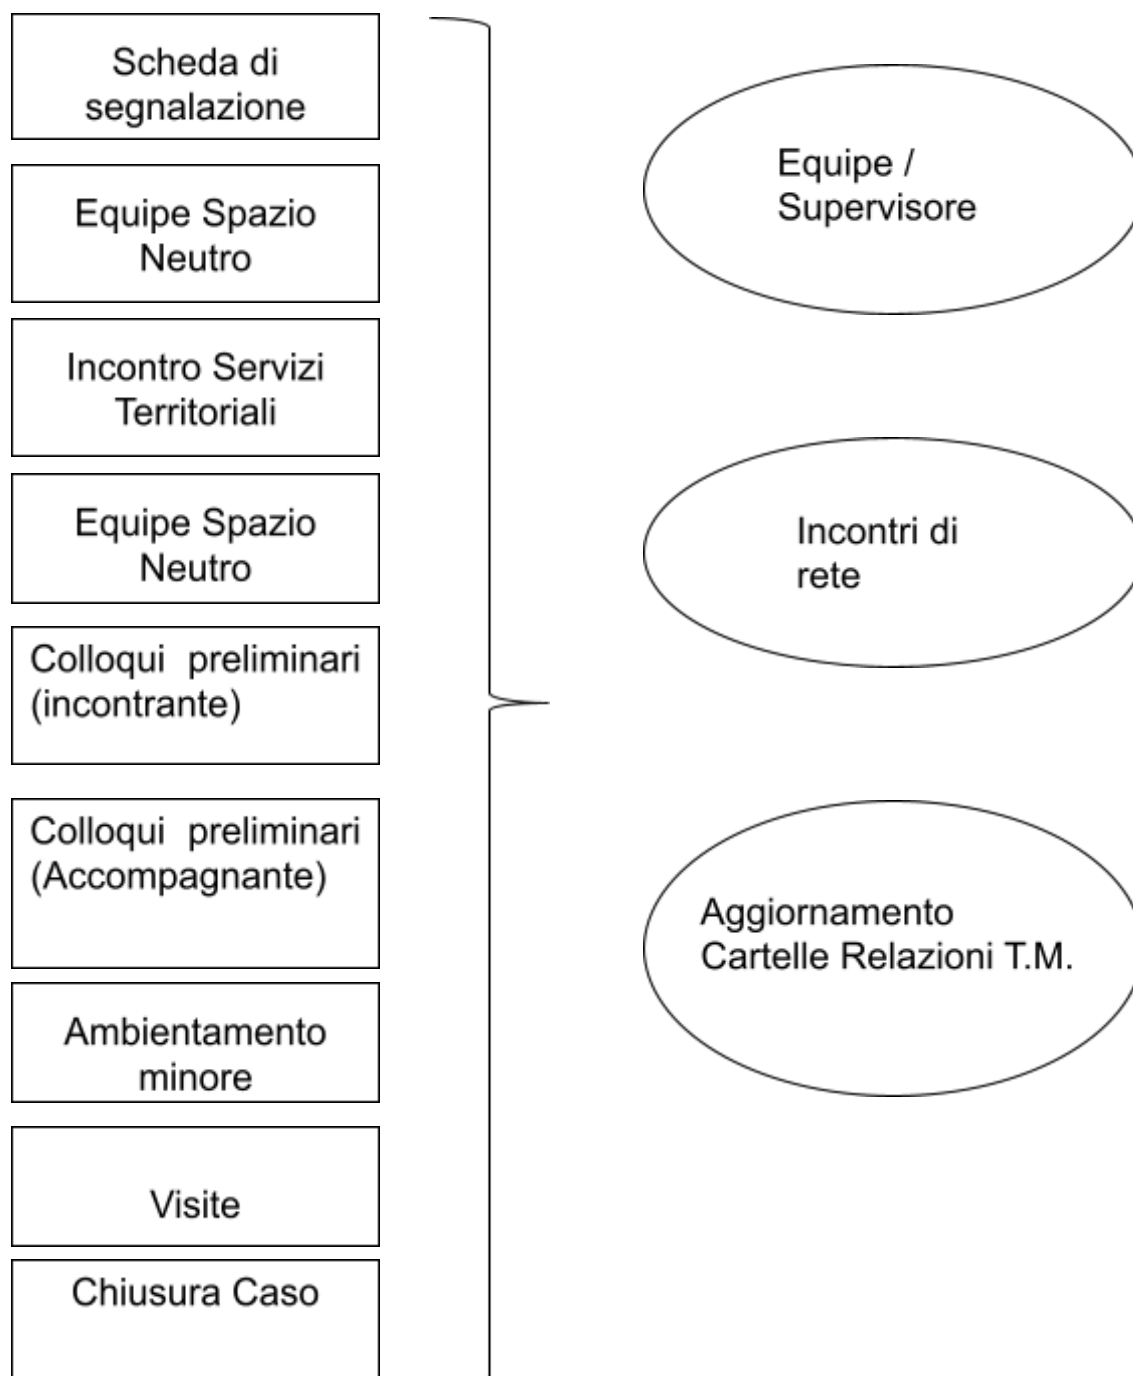 Scheda di
segnalazione
Equipe Spazio
Neutro
Incontro Servizi
Territoriali
Equipe Spazio
Neutro
Colloqui preliminari
(incontrante)
Colloqui preliminari
(Accompagnante)
Ambientamento
minore
Visite
Chiusura Caso
Equipe /
Supervisore
Incontri di
rete
Aggiornamento
Cartelle Relazioni T.M.